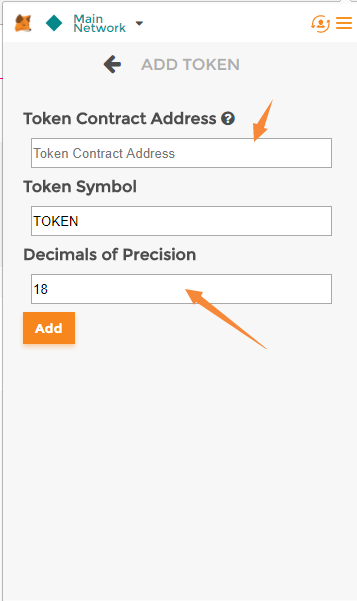 Main
Network
ADD TOKEN
Token Contract Address ?
Token Contract Address
Token Symbol
TOKEN
Decimals of Precision
18
Add